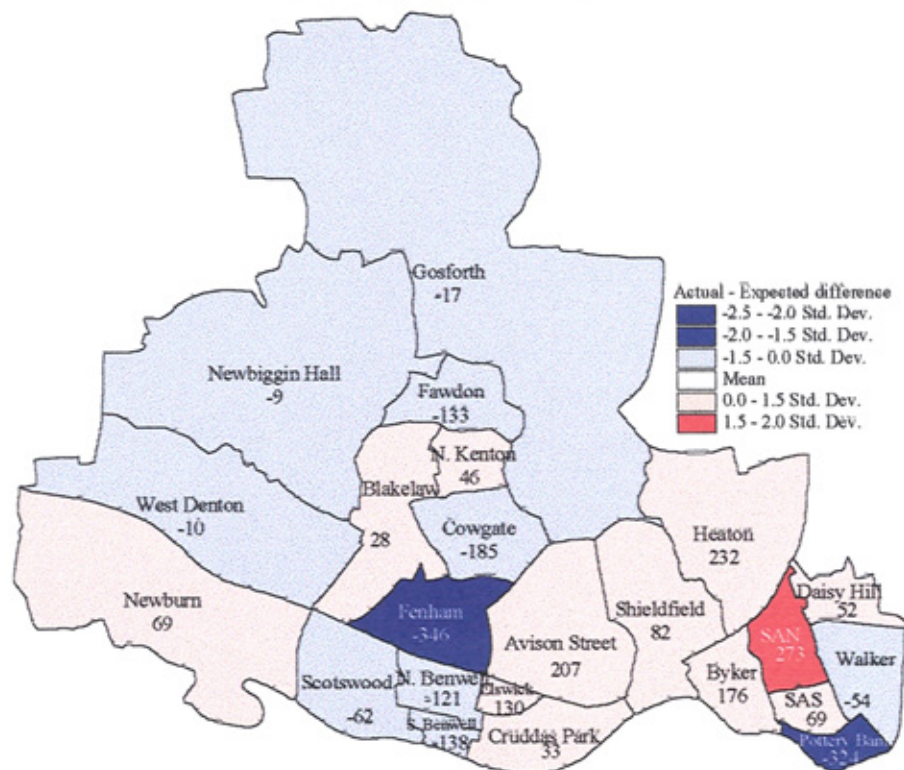 Gosforth
-17
Actual - Expected difference
-2.5 - -2.0 Std. Dev.
-2.0 - -1.5 Std. Dev.
-1.5 - 0.0 Std. Dev.
Mean
0.0 - 1.5 Std. Dev.
1.5 - 2.0 Std. Dev.
Newbiggin Hall
-9
Fawdon
-133
N. Kenton
46
Blakelaw
28
West Denton
-10
Cowgate
-185
Heaton
232
Newburn
69
Fenham
-346
Shieldfield
82
Daisy Hill
52
Avison Street
207
SAN
273
Walker
-54
Scotswood
-62
N. Benwell
-121
Elswick
130
Byker
176
SAS
69
S. Benwell
-138
Cruddas Park
33
Pottery Ban
-324